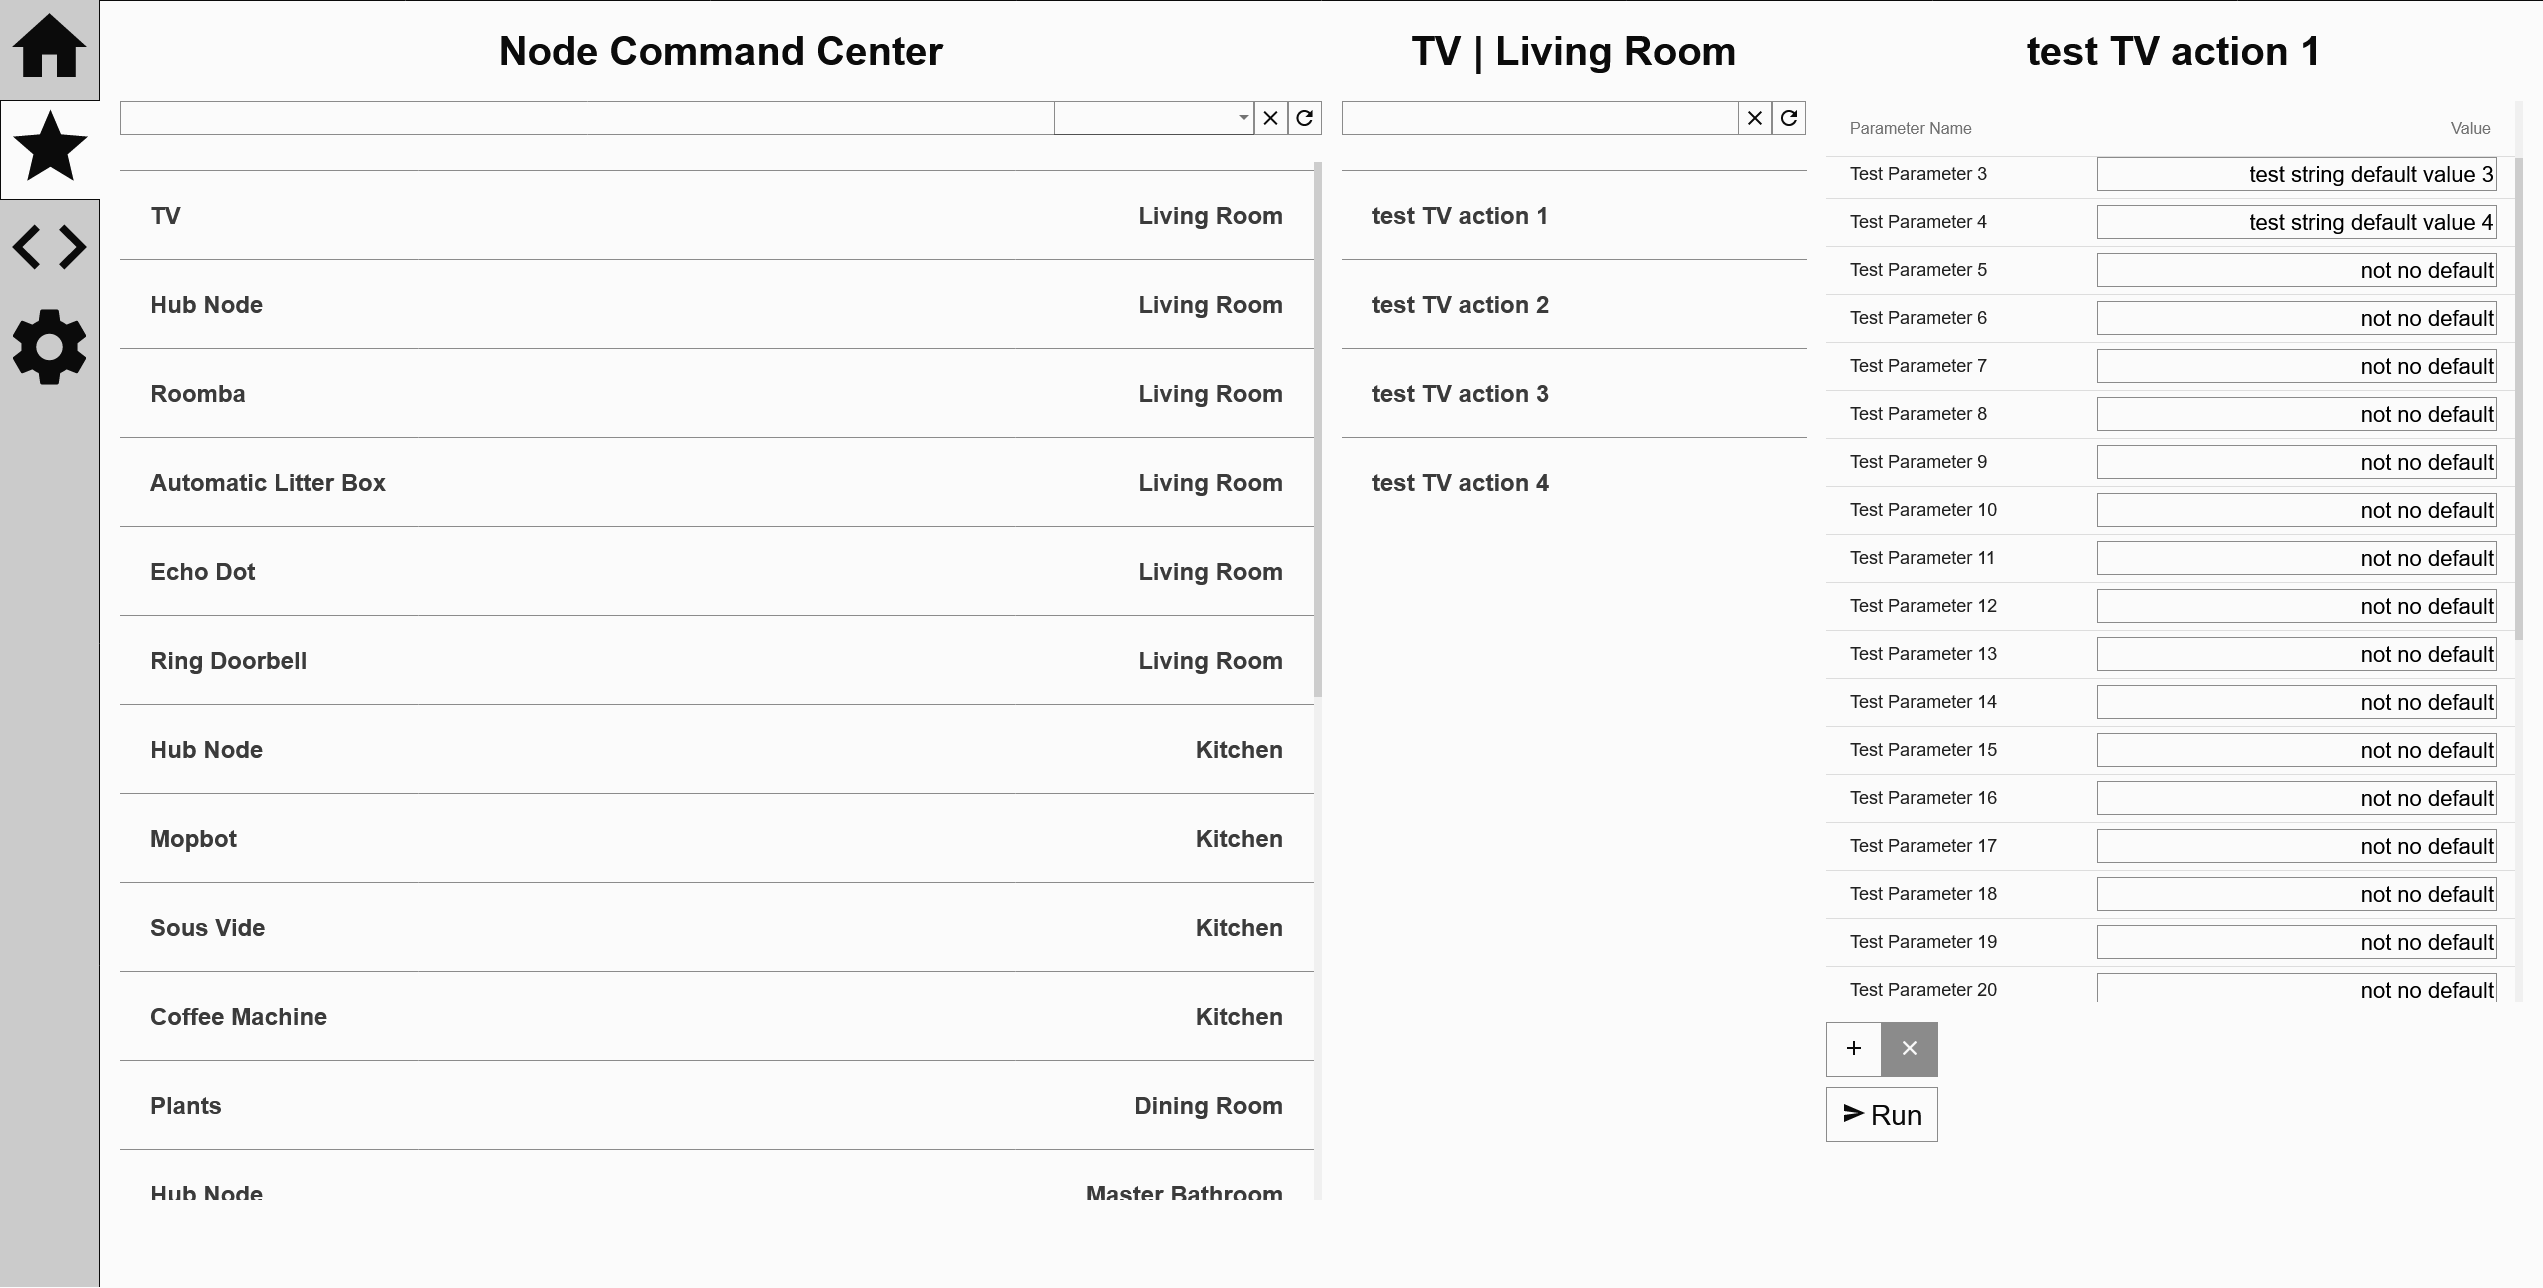 Node Command Center
TV Living Room
Hub Node Living Room
Roomba Living Room
Automatic Litter Box Living Room
Echo Dot Living Room
Ring Doorbell Living Room
Hub Node Kitchen
Mopbot Kitchen
Sous Vide Kitchen
Coffee Machine Kitchen
Plants Dining Room
Hub Node Master Bathroom
TV | Living Room
test TV action 1
test TV action 2
test TV action 3
test TV action 4
test TV action 1
Parameter Name Value
Test Parameter 3 test string default value 3
Test Parameter 4 test string default value 4
Test Parameter 5 not no default
Test Parameter 6 not no default
Test Parameter 7 not no default
Test Parameter 8 not no default
Test Parameter 9 not no default
Test Parameter 10 not no default
Test Parameter 11 not no default
Test Parameter 12 not no default
Test Parameter 13 not no default
Test Parameter 14 not no default
Test Parameter 15 not no default
Test Parameter 16 not no default
Test Parameter 17 not no default
Test Parameter 18 not no default
Test Parameter 19 not no default
Test Parameter 20 not no default
Run